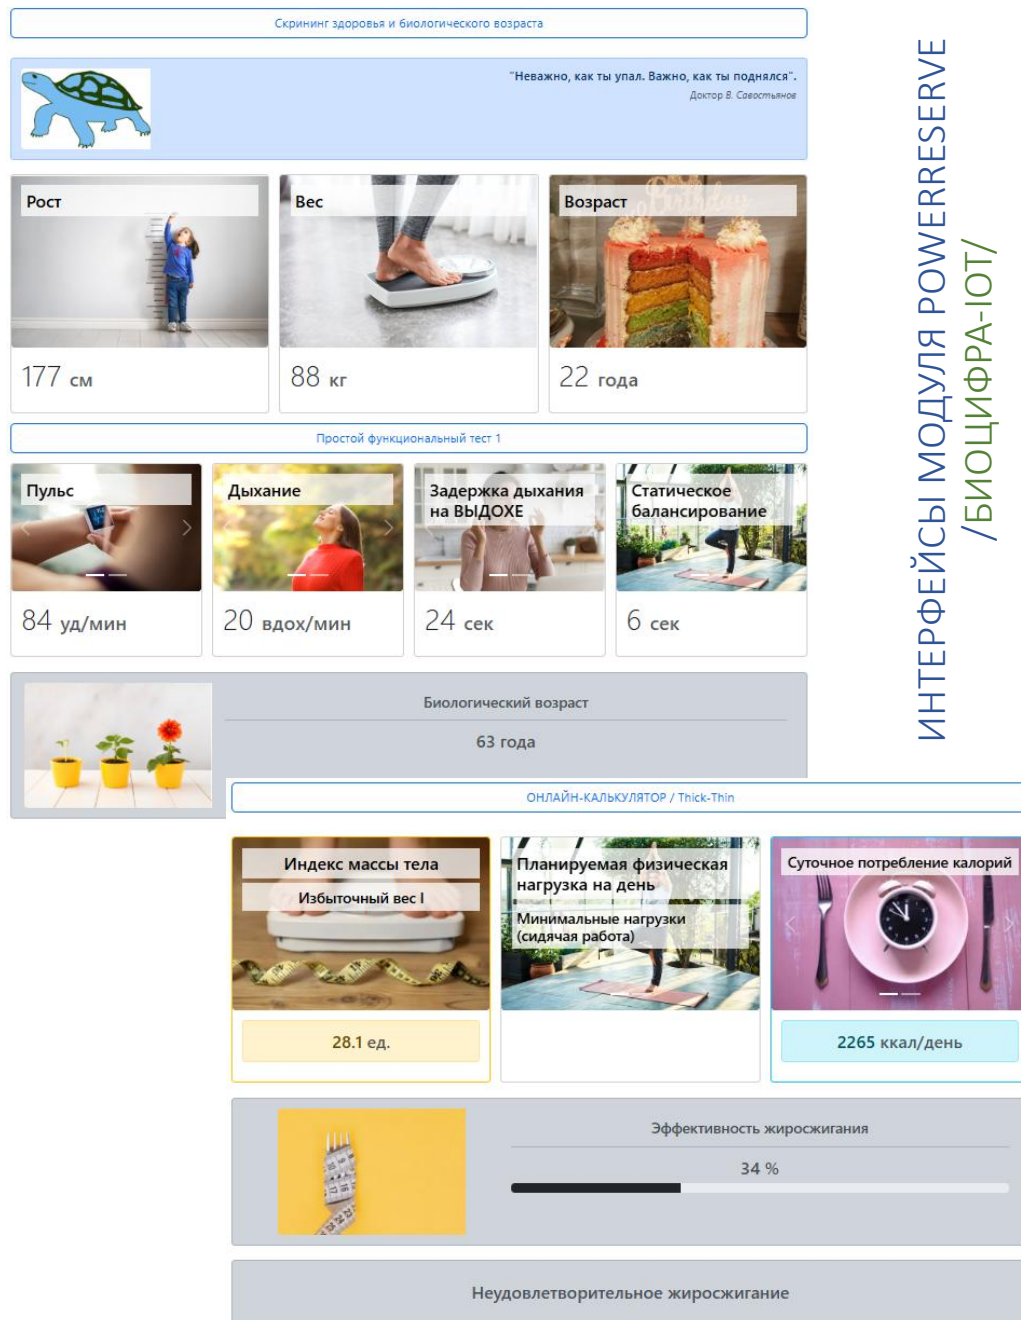 Скрининг здоровья и биологического возраста
"Неважно, как ты упал. Важно, как ты поднялся".
Доктор В. Савостьянов
Рост
Вес
Возраст
177 см
88 кг
22 года
Простой функциональный тест 1
Пульс
Дыхание
Задержка дыхания
на ВЫДОХЕ
Статическое
балансирование
84 уд/мин
20 вдох/мин
24 сек
6 сек
Биологический возраст
63 года
ИНТЕРФЕЙСЫ МОДУЛЯ POWERRESERVE
/БИОЦИФРА-IOT/
ОНЛАЙН-КАЛЬКУЛЯТОР / Thick-Thin
Индекс массы тела
Избыточный вес I
Планируемая физическая
нагрузка на день
Минимальные нагрузки
(сидячая работа)
Суточное потребление калорий
28.1 ед.
2265 ккал/день
Эффективность жиросжигания
34 %
Неудовлетворительное жиросжигание